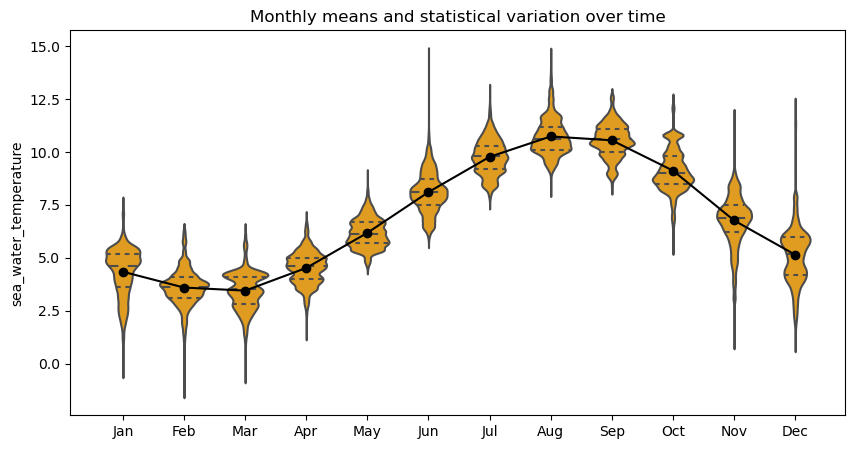 Monthly means and statistical variation over time
sea_water_temperature
15.0
12.5
10.0
7.5
5.0
2.5
0.0
Jan Feb Mar Apr May Jun Jul Aug Sep Oct Nov Dec